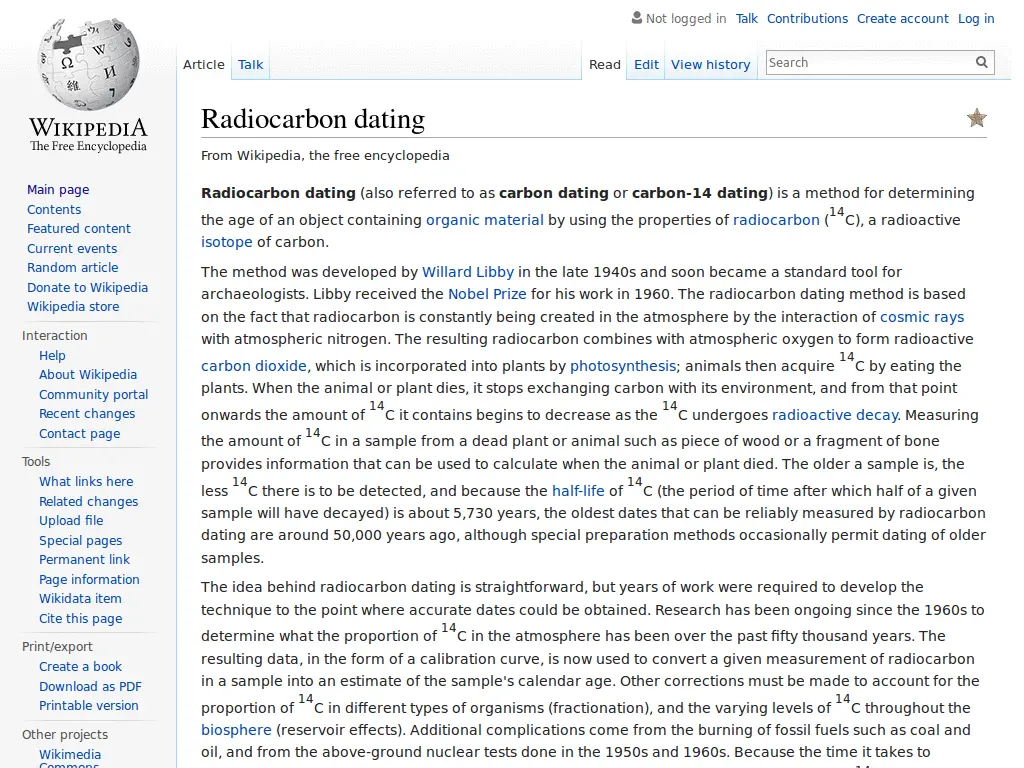 Not logged in Talk Contributions Create account Log in
Article Talk Read Edit View history Search
Ω W И 維 7
WIKIPEDIA
The Free Encyclopedia
Main page
Contents
Featured content
Current events
Random article
Donate to Wikipedia
Wikipedia store
Interaction
Help
About Wikipedia
Community portal
Recent changes
Contact page
Tools
What links here
Related changes
Upload file
Special pages
Permanent link
Page information
Wikidata item
Cite this page
Print/export
Create a book
Download as PDF
Printable version
Other projects
Wikimedia
Commons
Radiocarbon dating
From Wikipedia, the free encyclopedia
Radiocarbon dating (also referred to as carbon dating or carbon-14 dating) is a method for determining
the age of an object containing organic material by using the properties of radiocarbon (¹⁴C), a radioactive
isotope of carbon.
The method was developed by Willard Libby in the late 1940s and soon became a standard tool for
archaeologists. Libby received the Nobel Prize for his work in 1960. The radiocarbon dating method is based
on the fact that radiocarbon is constantly being created in the atmosphere by the interaction of cosmic rays
with atmospheric nitrogen. The resulting radiocarbon combines with atmospheric oxygen to form radioactive
carbon dioxide, which is incorporated into plants by photosynthesis; animals then acquire ¹⁴C by eating the
plants. When the animal or plant dies, it stops exchanging carbon with its environment, and from that point
onwards the amount of ¹⁴C it contains begins to decrease as the ¹⁴C undergoes radioactive decay. Measuring
the amount of ¹⁴C in a sample from a dead plant or animal such as piece of wood or a fragment of bone
provides information that can be used to calculate when the animal or plant died. The older a sample is, the
less ¹⁴C there is to be detected, and because the half-life of ¹⁴C (the period of time after which half of a given
sample will have decayed) is about 5,730 years, the oldest dates that can be reliably measured by radiocarbon
dating are around 50,000 years ago, although special preparation methods occasionally permit dating of older
samples.
The idea behind radiocarbon dating is straightforward, but years of work were required to develop the
technique to the point where accurate dates could be obtained. Research has been ongoing since the 1960s to
determine what the proportion of ¹⁴C in the atmosphere has been over the past fifty thousand years. The
resulting data, in the form of a calibration curve, is now used to convert a given measurement of radiocarbon
in a sample into an estimate of the sample's calendar age. Other corrections must be made to account for the
proportion of ¹⁴C in different types of organisms (fractionation), and the varying levels of ¹⁴C throughout the
biosphere (reservoir effects). Additional complications come from the burning of fossil fuels such as coal and
oil, and from the above-ground nuclear tests done in the 1950s and 1960s. Because the time it takes to